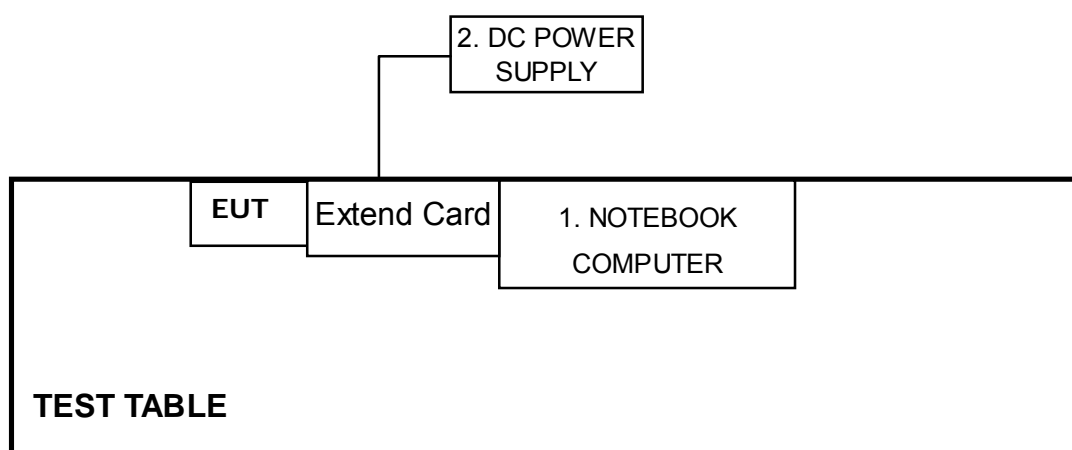 2. DC POWER
SUPPLY
EUT
Extend Card
1. NOTEBOOK
COMPUTER
TEST TABLE